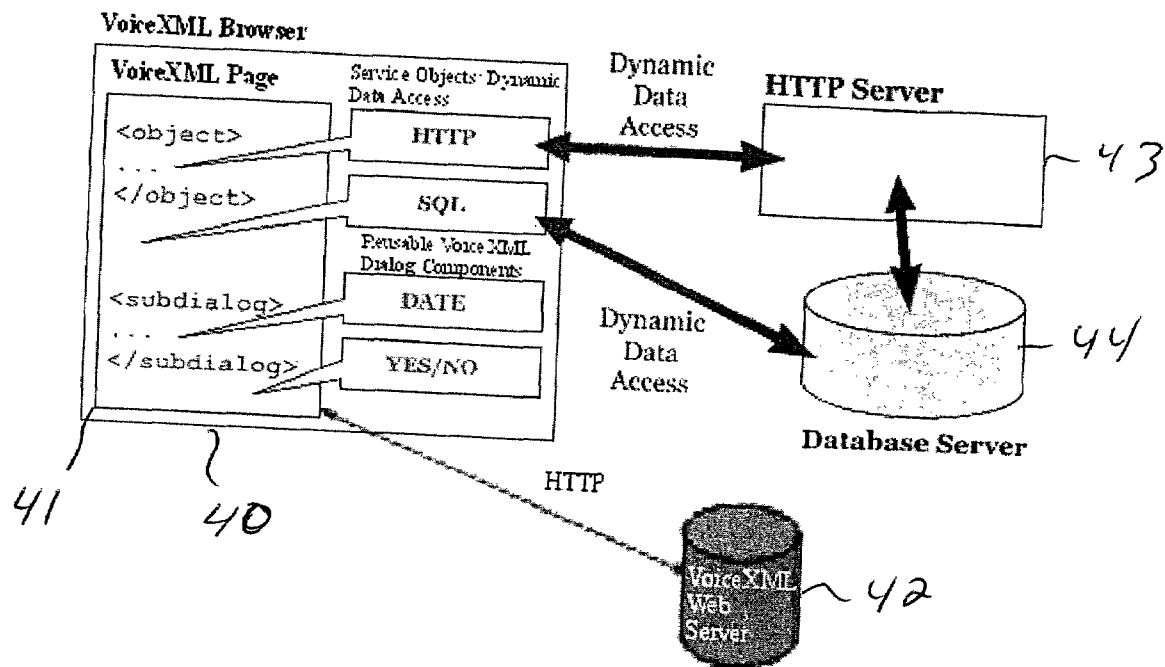 VoiceXML Browser
VoiceXML Page
Service Objects: Dynamic
Data Access
<object>
...
</object>
HTTP
SQL
Reusable VoiceXML
Dialog Components
<subdialog>
...
</subdialog>
DATE
YES/NO
Dynamic
Data
Access
HTTP Server
43
Dynamic
Data
Access
44
Database Server
41
40
HTTP
VoiceXML
Web
Server
42